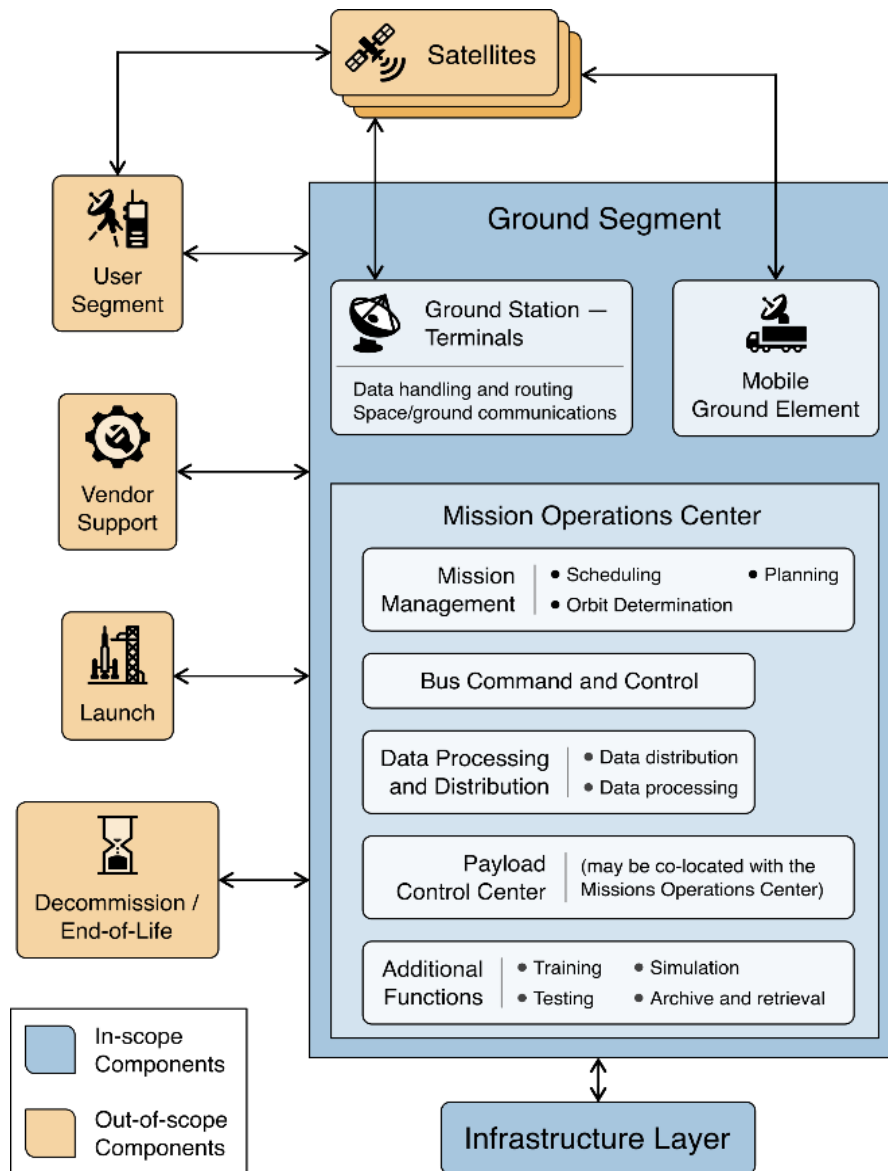 Satellites
User
Segment
Ground Segment
Ground Station —
Terminals
Data handling and routing
Space/ground communications
Mobile
Ground Element
Vendor
Support
Mission Operations Center
Mission
Management
• Scheduling
• Planning
• Orbit Determination
Launch
Bus Command and Control
Data Processing
and Distribution
• Data distribution
• Data processing
Decommission /
End-of-Life
Payload
Control Center
(may be co-located with the
Missions Operations Center)
Additional
Functions
• Training
• Simulation
• Testing
• Archive and retrieval
In-scope
Components
Out-of-scope
Components
Infrastructure Layer